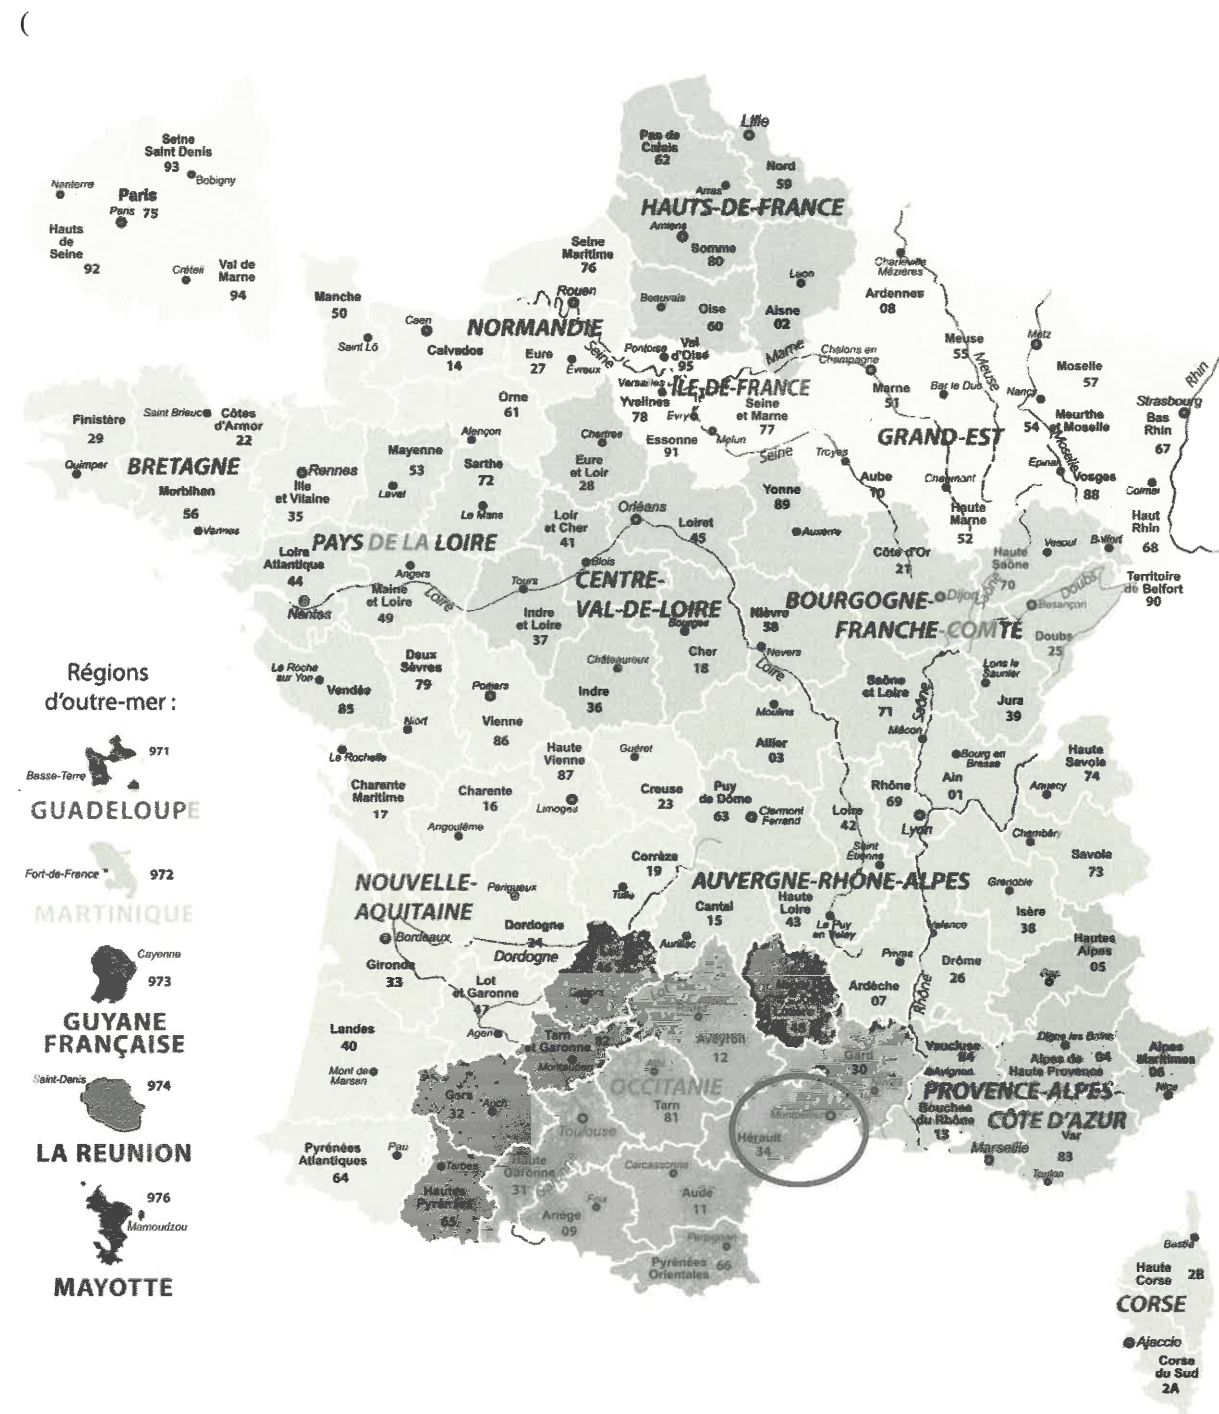 (
Seine
Saint Denis
93
Bobigny
Nanterre
Paris
Paris 75
Hauts
de
Seine
92
Créteil
Val de
Marne
94
Lille
Pas de
Calais
62
Nord
59
Arras
HAUTS-DE-FRANCE
Amiens
Somme
80
Seine
Maritime
76
Rouen
Beauvais
Oise
60
Laon
Aisne
02
Charleville
Mézières
Ardennes
08
Manche
50
Saint Lô
Caen
Calvados
14
NORMANDIE
Eure
27
Evreux
Seine
Pontoise
Val
d'Oise
95
Marne
Chalons en
Champagne
Marne
51
Meuse
55
Meuse
Bar le Duc
Metz
Moselle
57
Nancy
54
Meurthe
et Moselle
Moselle
Rhin
Strasbourg
Bas
Rhin
67
Versailles
ÎLE-DE-FRANCE
Yvelines
78
Evry
Seine
et Marne
77
Essonne
91
Melun
Seine
Troyes
GRAND-EST
Aube
10
Chaumont
Haute
Marne
52
Epinal
Vosges
88
Colmar
Haut
Rhin
68
Orne
61
Alençon
Finistère
29
Quimper
Saint Brieuc
Côtes
d'Armor
22
BRETAGNE
Morbihan
56
Vannes
Rennes
Ille
et Vilaine
35
Mayenne
53
Laval
Sarthe
72
Le Mans
Chartres
Eure
et Loir
28
Loir
et Cher
41
Orléans
Loiret
45
Yonne
89
Auxerre
Côte d'Or
21
Haute
Saône
70
Vesoul
Belfort
Territoire
de Belfort
90
PAYS DE LA LOIRE
Loire
Atlantique
44
Nantes
Angers
Maine
et Loire
49
Loire
Tours
Indre
et Loire
37
Blois
CENTRE-
VAL-DE-LOIRE
Bourges
Cher
18
Nièvre
58
Nevers
Loire
BOURGOGNE-
FRANCHE-COMTÉ
Dijon
Saône
Doubs
Besançon
Doubs
25
Châteauroux
Indre
36
Saône
et Loire
71
Saône
Mâcon
Lons le
Saunier
Jura
39
La Roche
sur Yon
Vendée
85
Deux
Sèvres
79
Niort
Poitiers
Vienne
86
Moulins
Allier
03
Bourg en
Bresse
Ain
01
Haute
Savoie
74
Annecy
La Rochelle
Charente
Maritime
17
Charente
16
Angoulême
Haute
Vienne
87
Limoges
Guéret
Creuse
23
Puy
de Dôme
63
Clermont
Ferrand
Loire
42
Rhône
69
Lyon
Saint
Etienne
Chambéry
Savoie
73
Corrèze
19
Tulle
NOUVELLE-
AQUITAINE
Perigueux
Dordogne
24
Dordogne
AUVERGNE-RHÔNE-ALPES
Cantal
15
Aurillac
Haute
Loire
43
Le Puy
en Velay
Grenoble
Isère
38
Valence
Privas
Drôme
26
Ardèche
07
Rhône
Hautes
Alpes
05
Gap
Bordeaux
Gironde
33
Lot
et Garonne
47
Agen
46
Cahors
Lot
Aveyron
12
48
Landes
40
Mont de
Marsan
Tarn
et Garonne
82
Montauban
Albi
OCCITANIE
Tarn
81
Gard
30
Nîmes
Vaucluse
84
Avignon
Digne les Bains
Alpes de
Haute Provence
04
Alpes
Maritimes
06
Nice
PROVENCE-ALPES-
CÔTE D'AZUR
Bouches
du Rhône
13
Marseille
Var
83
Toulon
Gers
32
Auch
Toulouse
Montpellier
Hérault
34
Pyrénées
Atlantiques
64
Pau
Tarbes
Hautes
Pyrénées
65
Haute
Garonne
31
Garonne
Carcassonne
Aude
11
Foix
Ariège
09
Perpignan
Pyrénées
Orientales
66
Bastia
Haute
Corse
2B
CORSE
Ajaccio
Corse
du Sud
2A
Régions
d'outre-mer :
971
Basse-Terre
GUADELOUPE
Fort-de-France
972
MARTINIQUE
Cayenne
973
GUYANE
FRANÇAISE
Saint-Denis
974
LA REUNION
976
Mamoudzou
MAYOTTE